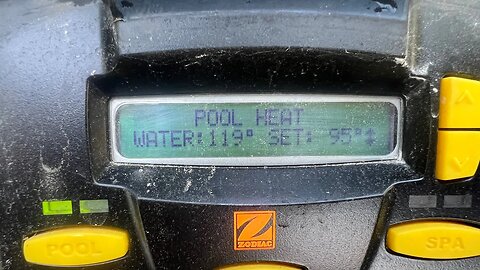 POOL HEAT
WATER:119° SET: 95°
POOL
ZODIAC
SPA